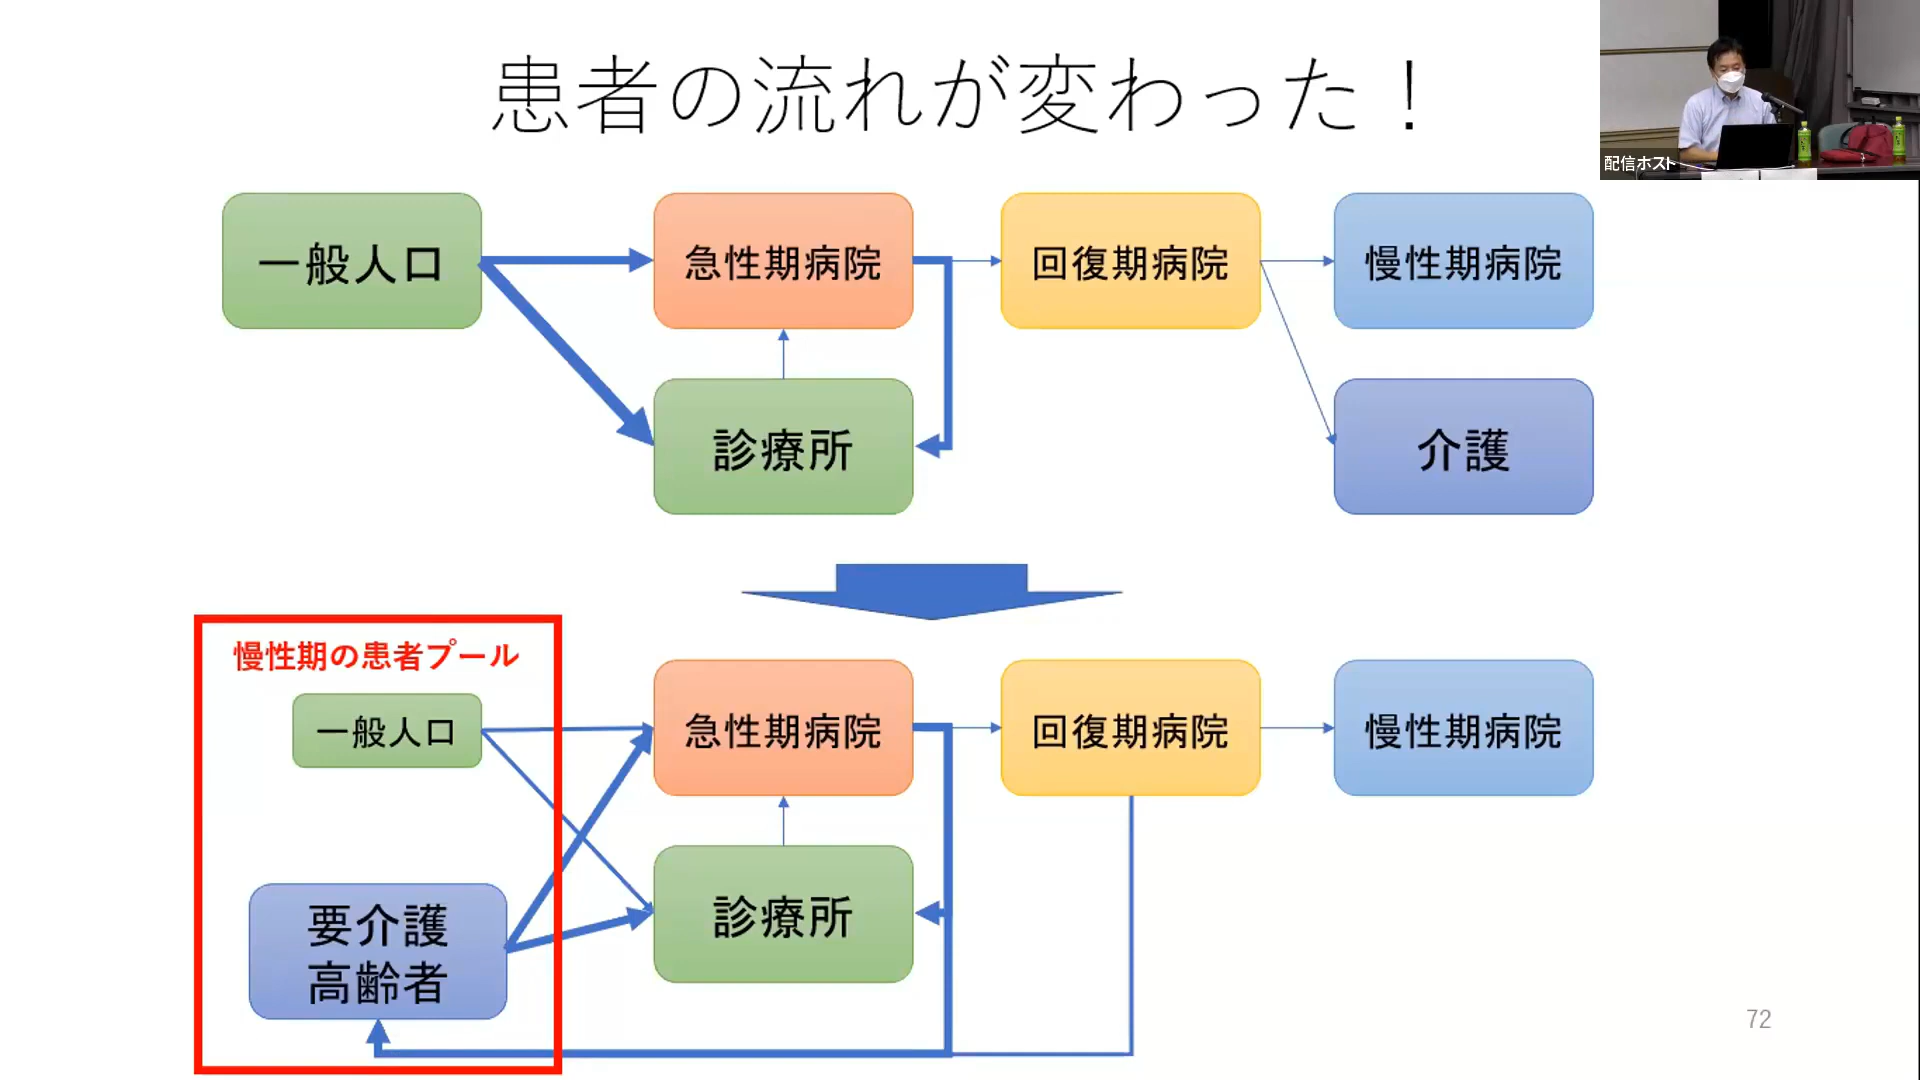 患者の流れが変わった！
配信ホスト
一般人口
急性期病院
回復期病院
慢性期病院
診療所
介護
慢性期の患者プール
一般人口
急性期病院
回復期病院
慢性期病院
要介護
高齢者
診療所
72